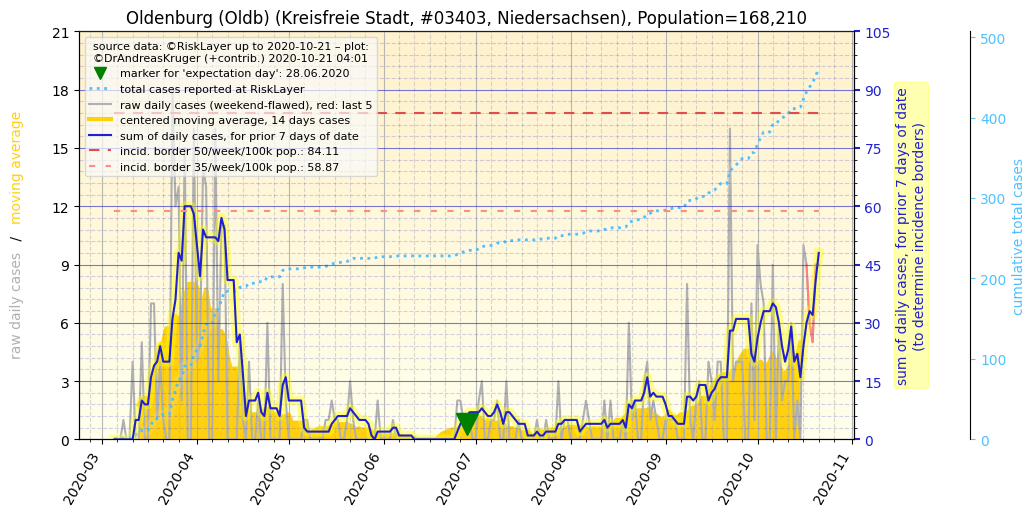 Oldenburg (Oldb) (Kreisfreie Stadt, #03403, Niedersachsen), Population=168,210
source data: ©RiskLayer up to 2020-10-21 – plot:
©DrAndreasKruger (+contrib.) 2020-10-21 04:01
marker for 'expectation day': 28.06.2020
total cases reported at RiskLayer
raw daily cases (weekend-flawed), red: last 5
centered moving average, 14 days cases
sum of daily cases, for prior 7 days of date
incid. border 50/week/100k pop.: 84.11
incid. border 35/week/100k pop.: 58.87
raw daily cases / moving average
21
18
15
12
9
6
3
0
105
90
75
60
45
30
15
0
sum of daily cases, for prior 7 days of date
(to determine incidence borders)
500
400
300
200
100
0
cumulative total cases
2020-03
2020-04
2020-05
2020-06
2020-07
2020-08
2020-09
2020-10
2020-11